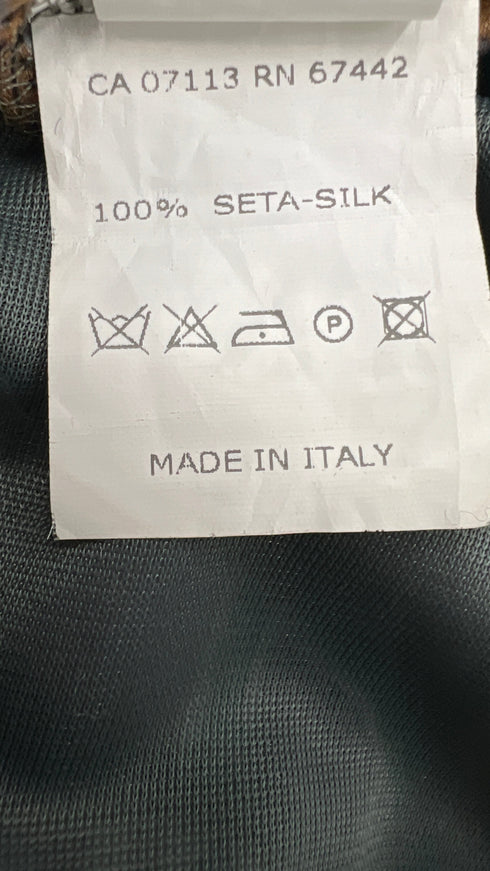 CA 07113 RN 67442
100% SETA-SILK
P
MADE IN ITALY